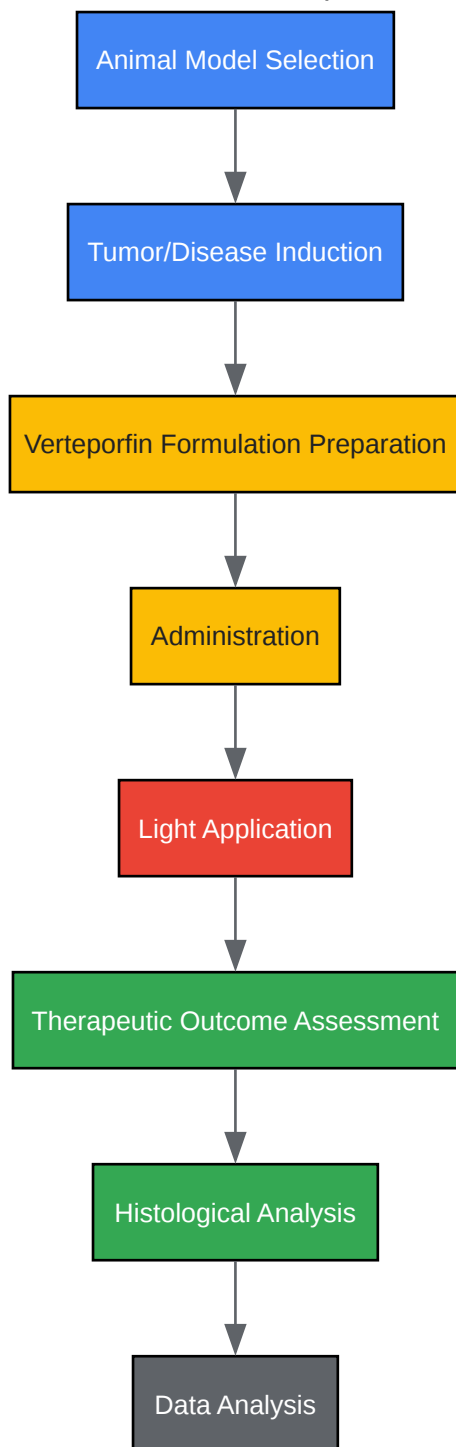 Animal Model Selection
Tumor/Disease Induction
Verteporfin Formulation Preparation
Administration
Light Application
Therapeutic Outcome Assessment
Histological Analysis
Data Analysis